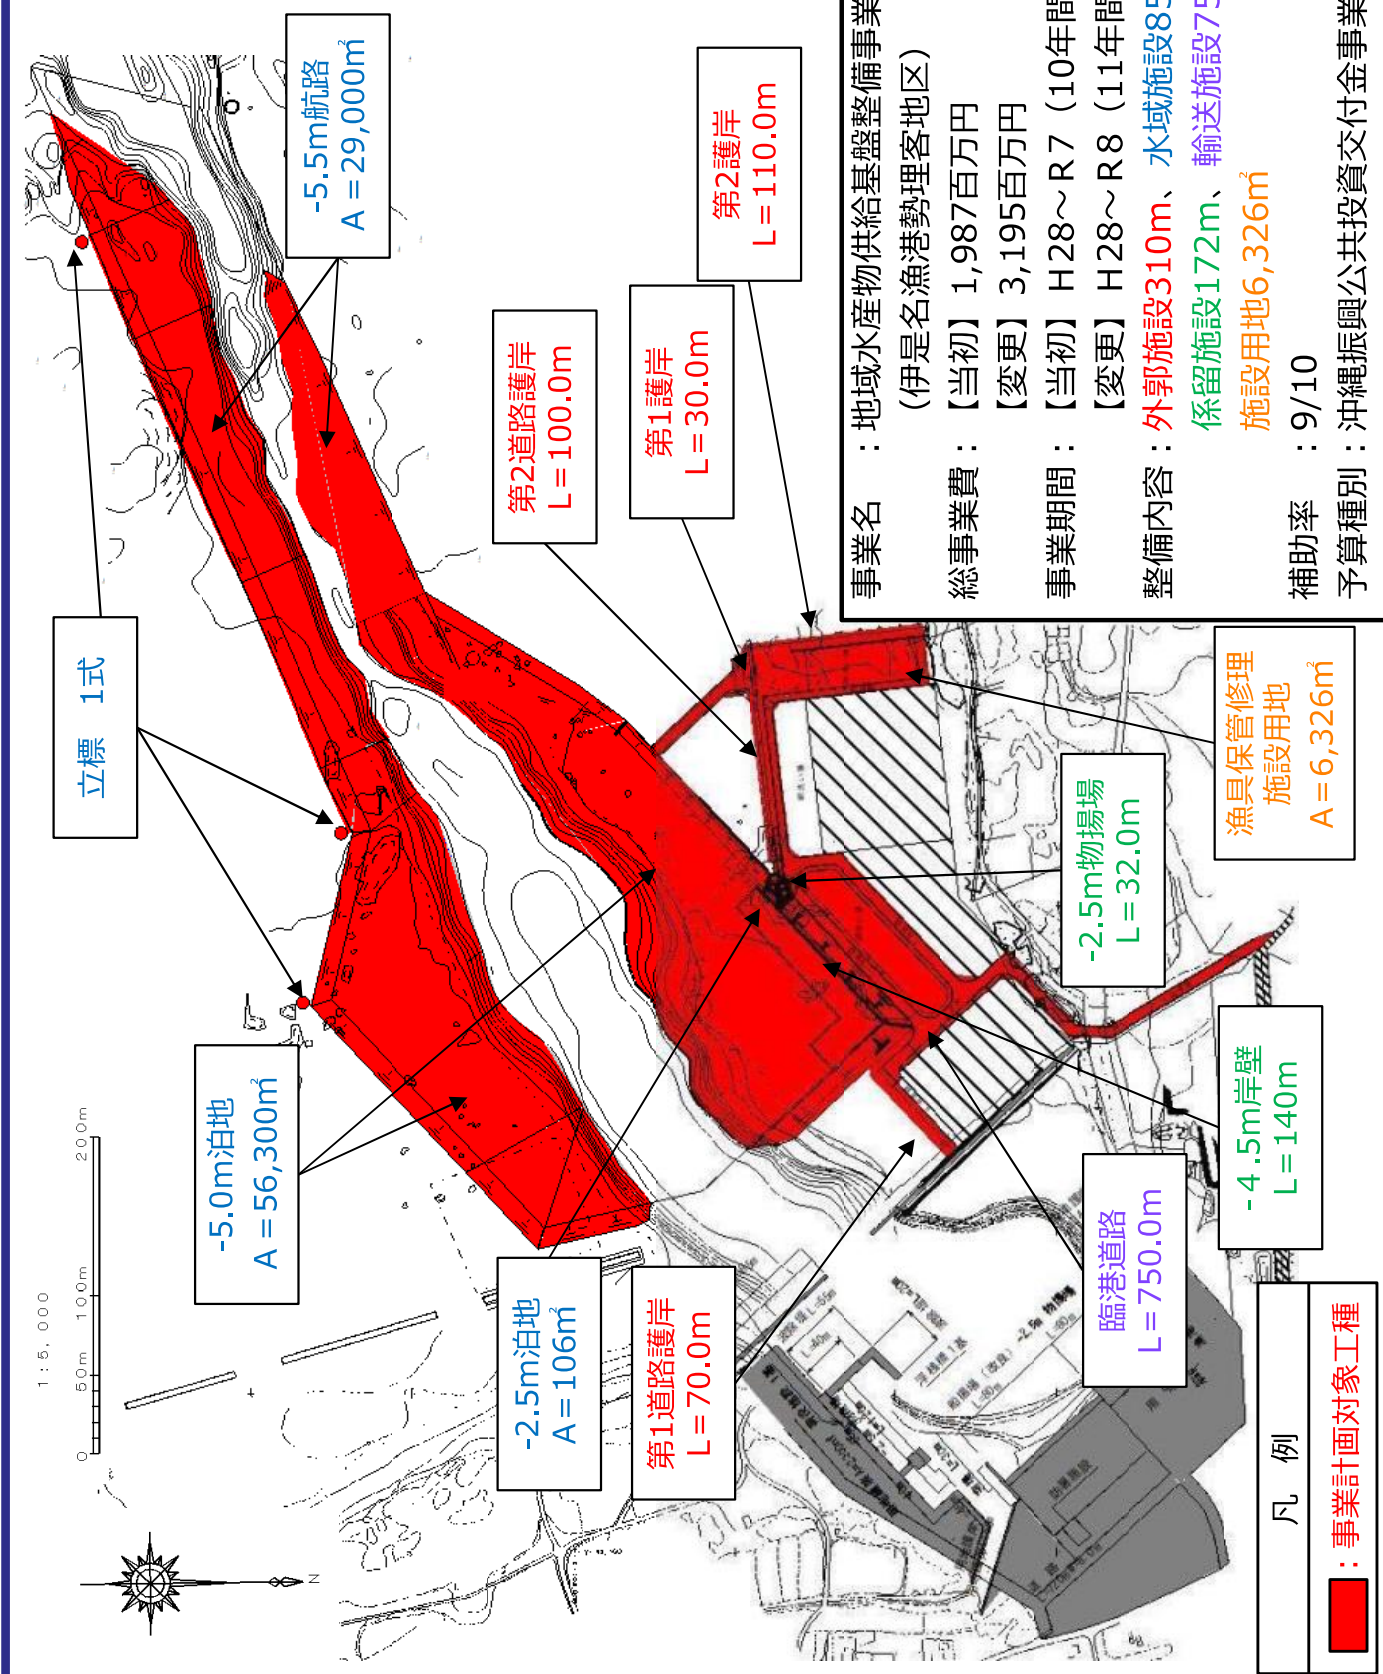 1:5,000
0 50m 100m 200m
N
立標 1式
-5.5m航路
A=29,000㎡
-5.0m泊地
A=56,300㎡
-2.5m泊地
A=106㎡
第1道路護岸
L=70.0m
第2道路護岸
L=100.0m
第1護岸
L=30.0m
第2護岸
L=110.0m
臨港道路
L=750.0m
-4.5m岸壁
L=140m
-2.5m物揚場
L=32.0m
漁具保管修理
施設用地
A=6,326㎡
事業名 :地域水産物供給基盤整備事業
(伊是名漁港勢理客地区)
総事業費:【当初】1,987百万円
【変更】3,195百万円
事業期間:【当初】H28~R7(10年間
【変更】H28~R8(11年間
整備内容:外郭施設310m、水域施設85
係留施設172m、輸送施設75
施設用地6,326㎡
補助率 :9/10
予算種別:沖縄振興公共投資交付金事業
凡 例
:事業計画対象工種